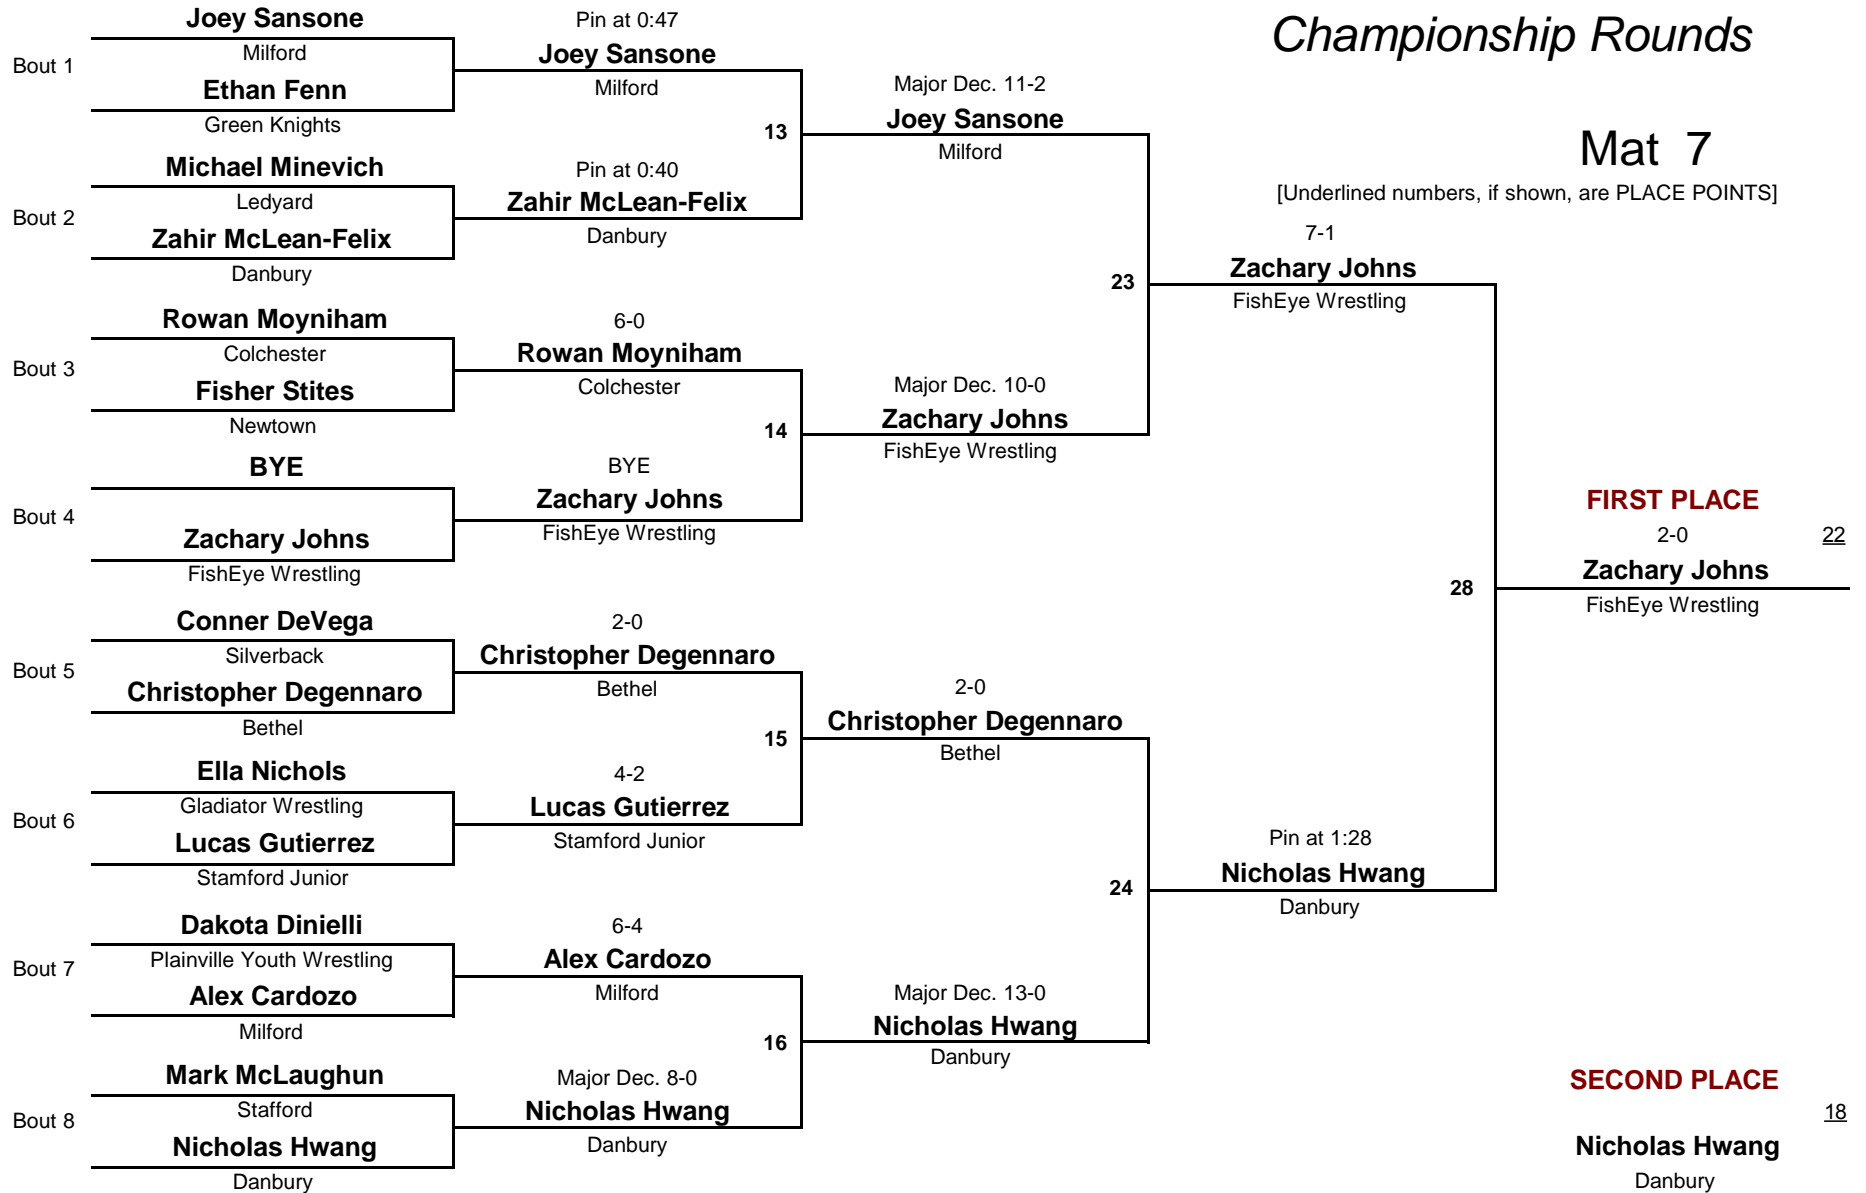 Championship Rounds
Mat 7
[Underlined numbers, if shown, are PLACE POINTS]
Bout 1
Joey Sansone
Milford
Ethan Fenn
Green Knights
Bout 2
Michael Minevich
Ledyard
Zahir McLean-Felix
Danbury
Bout 3
Rowan Moyniham
Colchester
Fisher Stites
Newtown
Bout 4
BYE
Zachary Johns
FishEye Wrestling
Bout 5
Conner DeVega
Silverback
Christopher Degennaro
Bethel
Bout 6
Ella Nichols
Gladiator Wrestling
Lucas Gutierrez
Stamford Junior
Bout 7
Dakota Dinielli
Plainville Youth Wrestling
Alex Cardozo
Milford
Bout 8
Mark McLaughun
Stafford
Nicholas Hwang
Danbury
Pin at 0:47
Joey Sansone
Milford
13
Pin at 0:40
Zahir McLean-Felix
Danbury
6-0
Rowan Moyniham
Colchester
14
BYE
Zachary Johns
FishEye Wrestling
2-0
Christopher Degennaro
Bethel
15
4-2
Lucas Gutierrez
Stamford Junior
6-4
Alex Cardozo
Milford
16
Major Dec. 8-0
Nicholas Hwang
Danbury
Major Dec. 11-2
Joey Sansone
Milford
23
Major Dec. 10-0
Zachary Johns
FishEye Wrestling
2-0
Christopher Degennaro
Bethel
24
Major Dec. 13-0
Nicholas Hwang
Danbury
7-1
Zachary Johns
FishEye Wrestling
28
Pin at 1:28
Nicholas Hwang
Danbury
FIRST PLACE
2-0
22
Zachary Johns
FishEye Wrestling
SECOND PLACE
18
Nicholas Hwang
Danbury